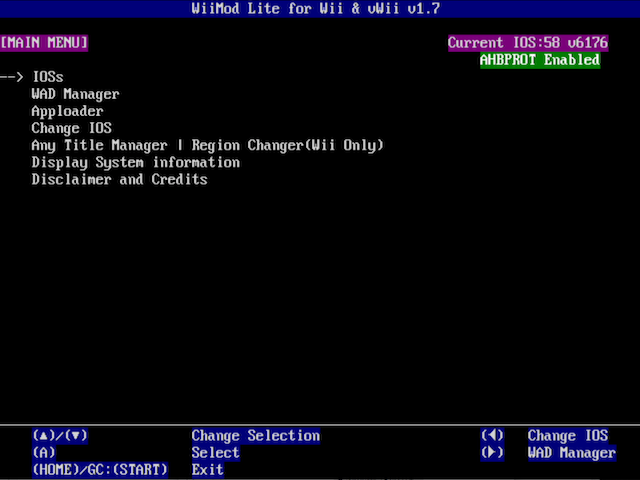 WiiMod Lite for Wii & vWii v1.7
[MAIN MENU] Current IOS:58 v6176
AHBPROT Enabled
--> IOSs
WAD Manager
Apploader
Change IOS
Any Title Manager | Region Changer(Wii Only)
Display System information
Disclaimer and Credits
(▲)/(▼) Change Selection (◀) Change IOS
(A) Select (▶) WAD Manager
(HOME)/GC:(START) Exit